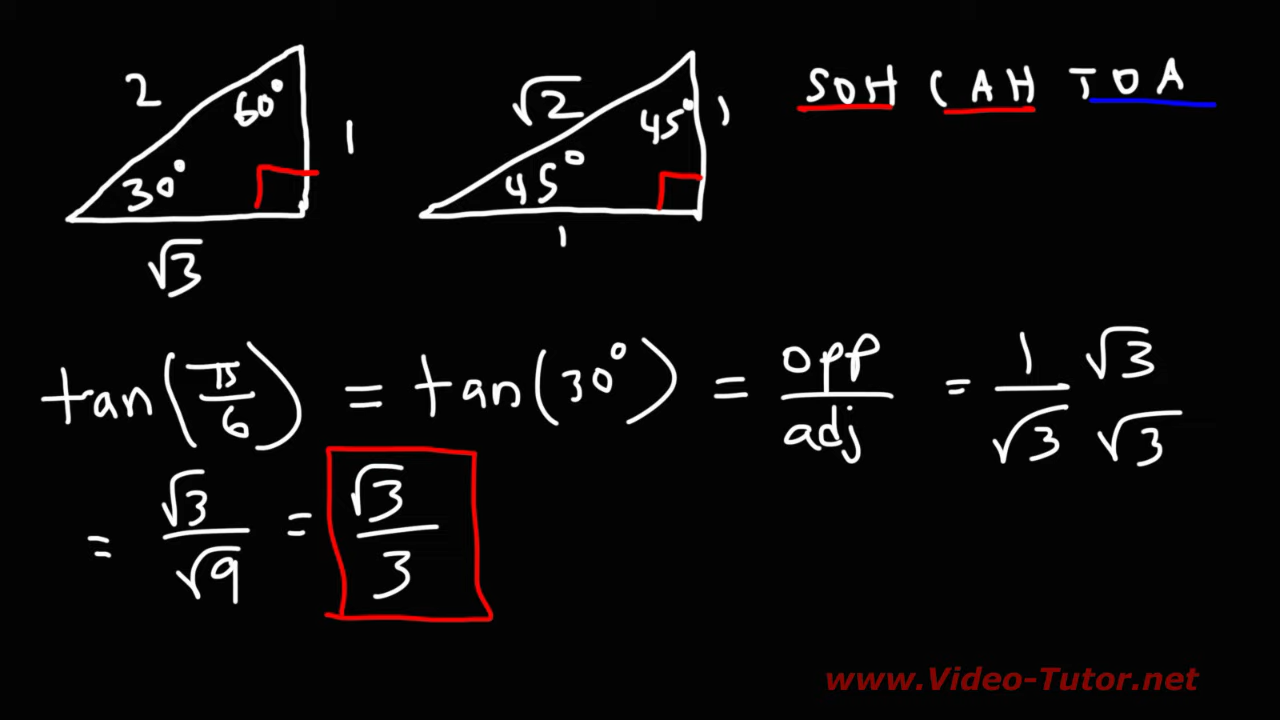 2 60° 1 √2 45° 1 SOH CAH TOA
30° 45°
√3 1
tan(π/6) = tan(30°) = opp/adj = 1/√3 √3/√3
= √3/√9 = √3/3
www.Video-Tutor.net